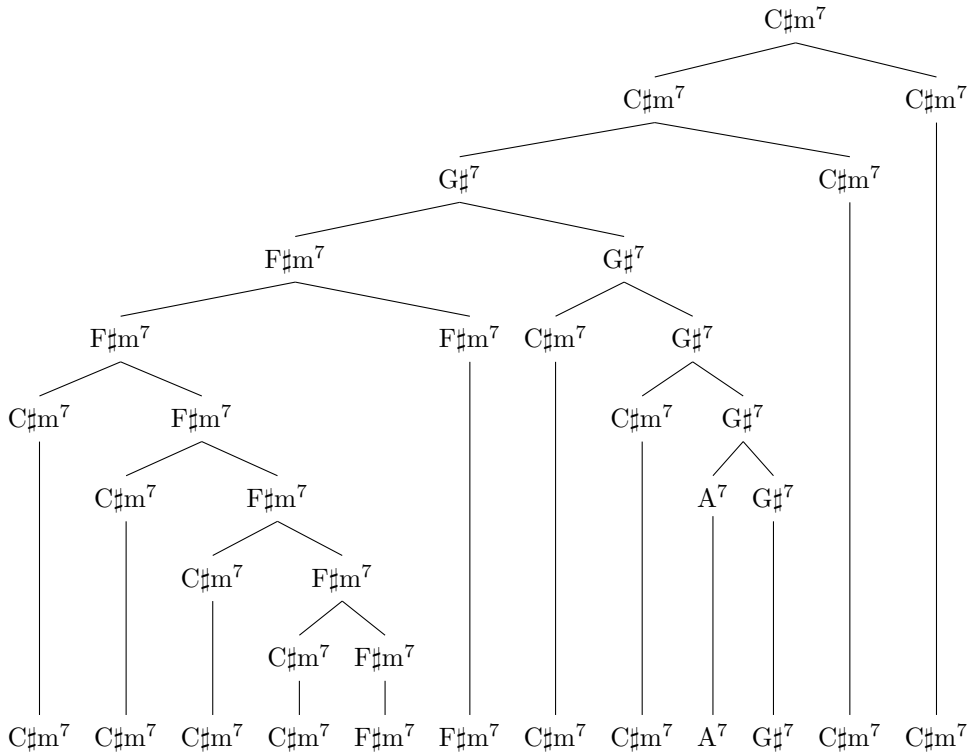 C♯m⁷
C♯m⁷ C♯m⁷
G♯⁷ C♯m⁷
F♯m⁷ G♯⁷
F♯m⁷ F♯m⁷ C♯m⁷ G♯⁷
C♯m⁷ F♯m⁷ C♯m⁷ G♯⁷
C♯m⁷ F♯m⁷ A⁷ G♯⁷
C♯m⁷ F♯m⁷
C♯m⁷ F♯m⁷
C♯m⁷ C♯m⁷ C♯m⁷ C♯m⁷ F♯m⁷ F♯m⁷ C♯m⁷ C♯m⁷ A⁷ G♯⁷ C♯m⁷ C♯m⁷